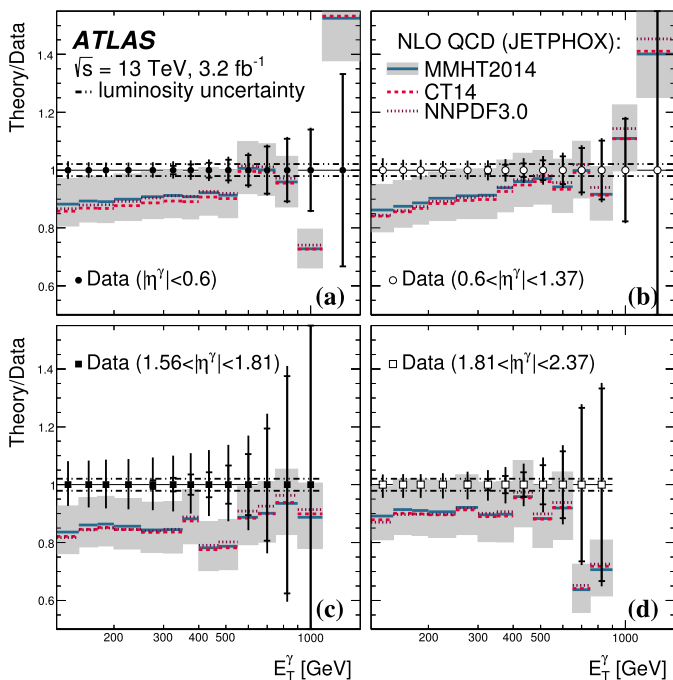 Theory/Data
1.4
1.2
1
0.8
0.6
ATLAS
√s = 13 TeV, 3.2 fb⁻¹
luminosity uncertainty
Data (|η^γ|<0.6)
(a)
NLO QCD (JETPHOX):
MMHT2014
CT14
NNPDF3.0
Data (0.6<|η^γ|<1.37)
(b)
Theory/Data
1.4
1.2
1
0.8
0.6
Data (1.56<|η^γ|<1.81)
(c)
Data (1.81<|η^γ|<2.37)
(d)
200 300 400 500 1000
200 300 400 500 1000
E_T^γ [GeV]
E_T^γ [GeV]